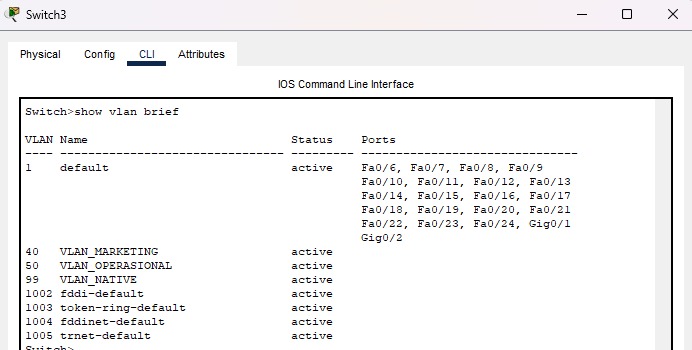 Switch3
Physical Config CLI Attributes
IOS Command Line Interface
Switch>show vlan brief
VLAN Name Status Ports
---- -------------------------------- --------- -------------------------------
1 default active Fa0/6, Fa0/7, Fa0/8, Fa0/9
Fa0/10, Fa0/11, Fa0/12, Fa0/13
Fa0/14, Fa0/15, Fa0/16, Fa0/17
Fa0/18, Fa0/19, Fa0/20, Fa0/21
Fa0/22, Fa0/23, Fa0/24, Gig0/1
Gig0/2
40 VLAN_MARKETING active
50 VLAN_OPERASIONAL active
99 VLAN_NATIVE active
1002 fddi-default active
1003 token-ring-default active
1004 fddinet-default active
1005 trnet-default active
Switch>